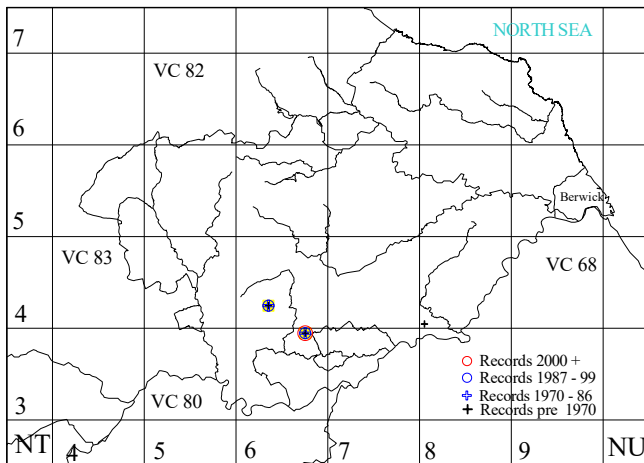 7
NORTH SEA
VC 82
6
Berwick
5
VC 83
VC 68
4
Records 2000 +
Records 1987 - 99
VC 80
Records 1970 - 86
Records pre 1970
3
NT 4 5 6 7 8 9 NU